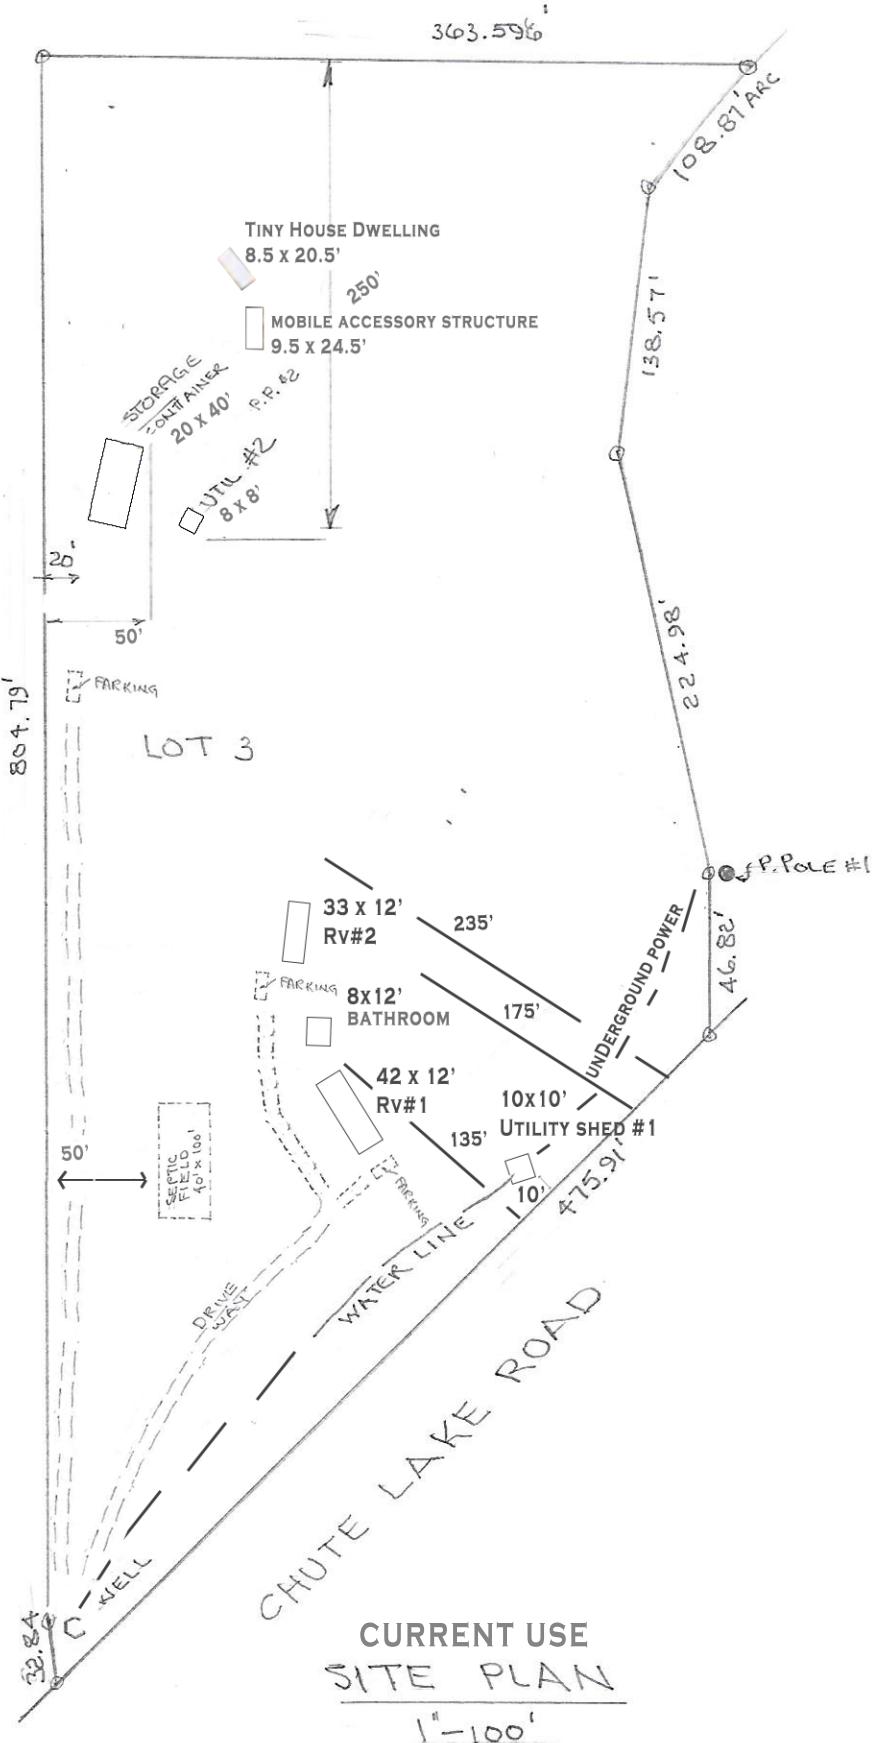 363.596'
108.87' ARC
TINY HOUSE DWELLING
8.5 X 20.5'
250'
138.57'
MOBILE ACCESSORY STRUCTURE
9.5 X 24.5'
STORAGE
CONTAINER
20 X 40'
P.P. #2
UTIL #2
8 X 8'
20'
50'
224.98'
PARKING
804.79'
LOT 3
P.POLE #1
33 X 12'
RV#2
235'
UNDERGROUND POWER
46.82'
PARKING
8X12'
BATHROOM
175'
42 X 12'
RV#1
10X10'
UTILITY SHED #1
135'
50'
SEPTIC
FIELD
40' X 100'
PARKING
10'
475.91'
WATER LINE
DRIVE
WAY
CHUTE LAKE ROAD
WELL
32.84
CURRENT USE
SITE PLAN
1"-100'